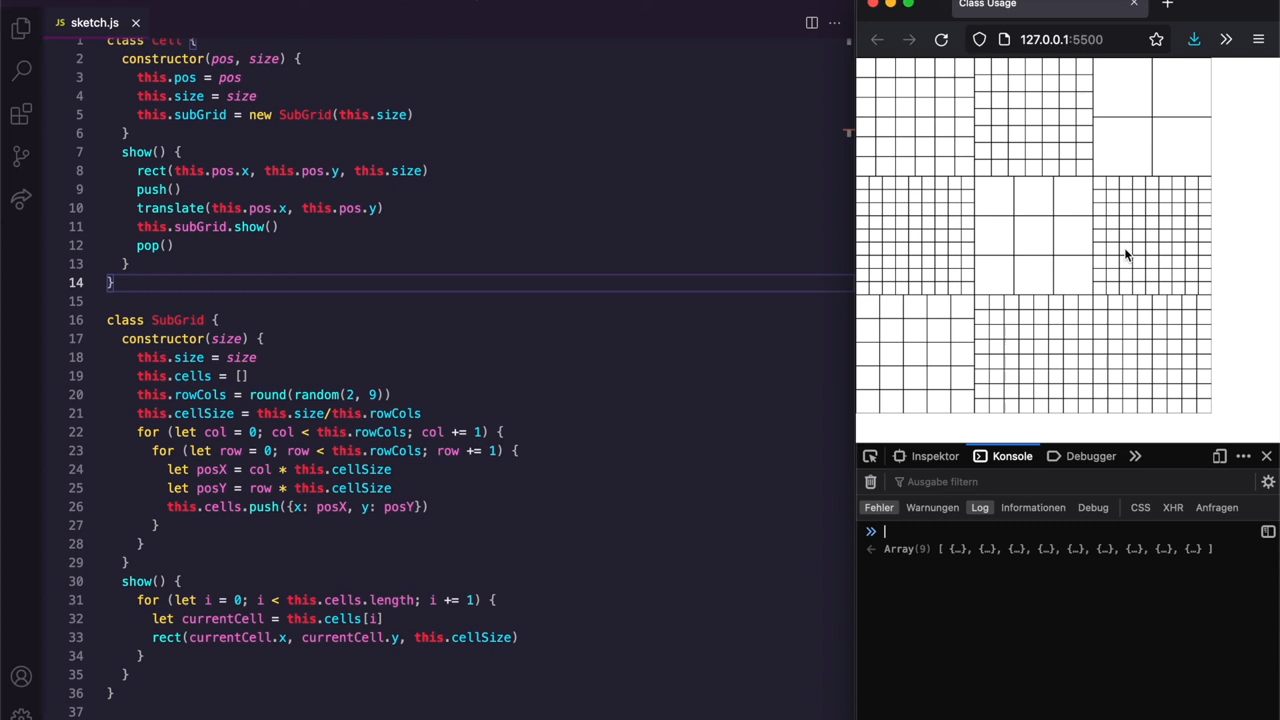 JS sketch.js
1 class Cell {
2 constructor(pos, size) {
3 this.pos = pos
4 this.size = size
5 this.subGrid = new SubGrid(this.size)
6 }
7 show() {
8 rect(this.pos.x, this.pos.y, this.size)
9 push()
10 translate(this.pos.x, this.pos.y)
11 this.subGrid.show()
12 pop()
13 }
14 }
15
16 class SubGrid {
17 constructor(size) {
18 this.size = size
19 this.cells = []
20 this.rowCols = round(random(2, 9))
21 this.cellSize = this.size/this.rowCols
22 for (let col = 0; col < this.rowCols; col += 1) {
23 for (let row = 0; row < this.rowCols; row += 1) {
24 let posX = col * this.cellSize
25 let posY = row * this.cellSize
26 this.cells.push({x: posX, y: posY})
27 }
28 }
29 }
30 show() {
31 for (let i = 0; i < this.cells.length; i += 1) {
32 let currentCell = this.cells[i]
33 rect(currentCell.x, currentCell.y, this.cellSize)
34 }
35 }
36 }
37
Class Usage
127.0.0.1:5500
Inspektor Konsole Debugger
Ausgabe filtern
Fehler Warnungen Log Informationen Debug CSS XHR Anfragen
Array(9) [ {…}, {…}, {…}, {…}, {…}, {…}, {…}, {…}, {…} ]